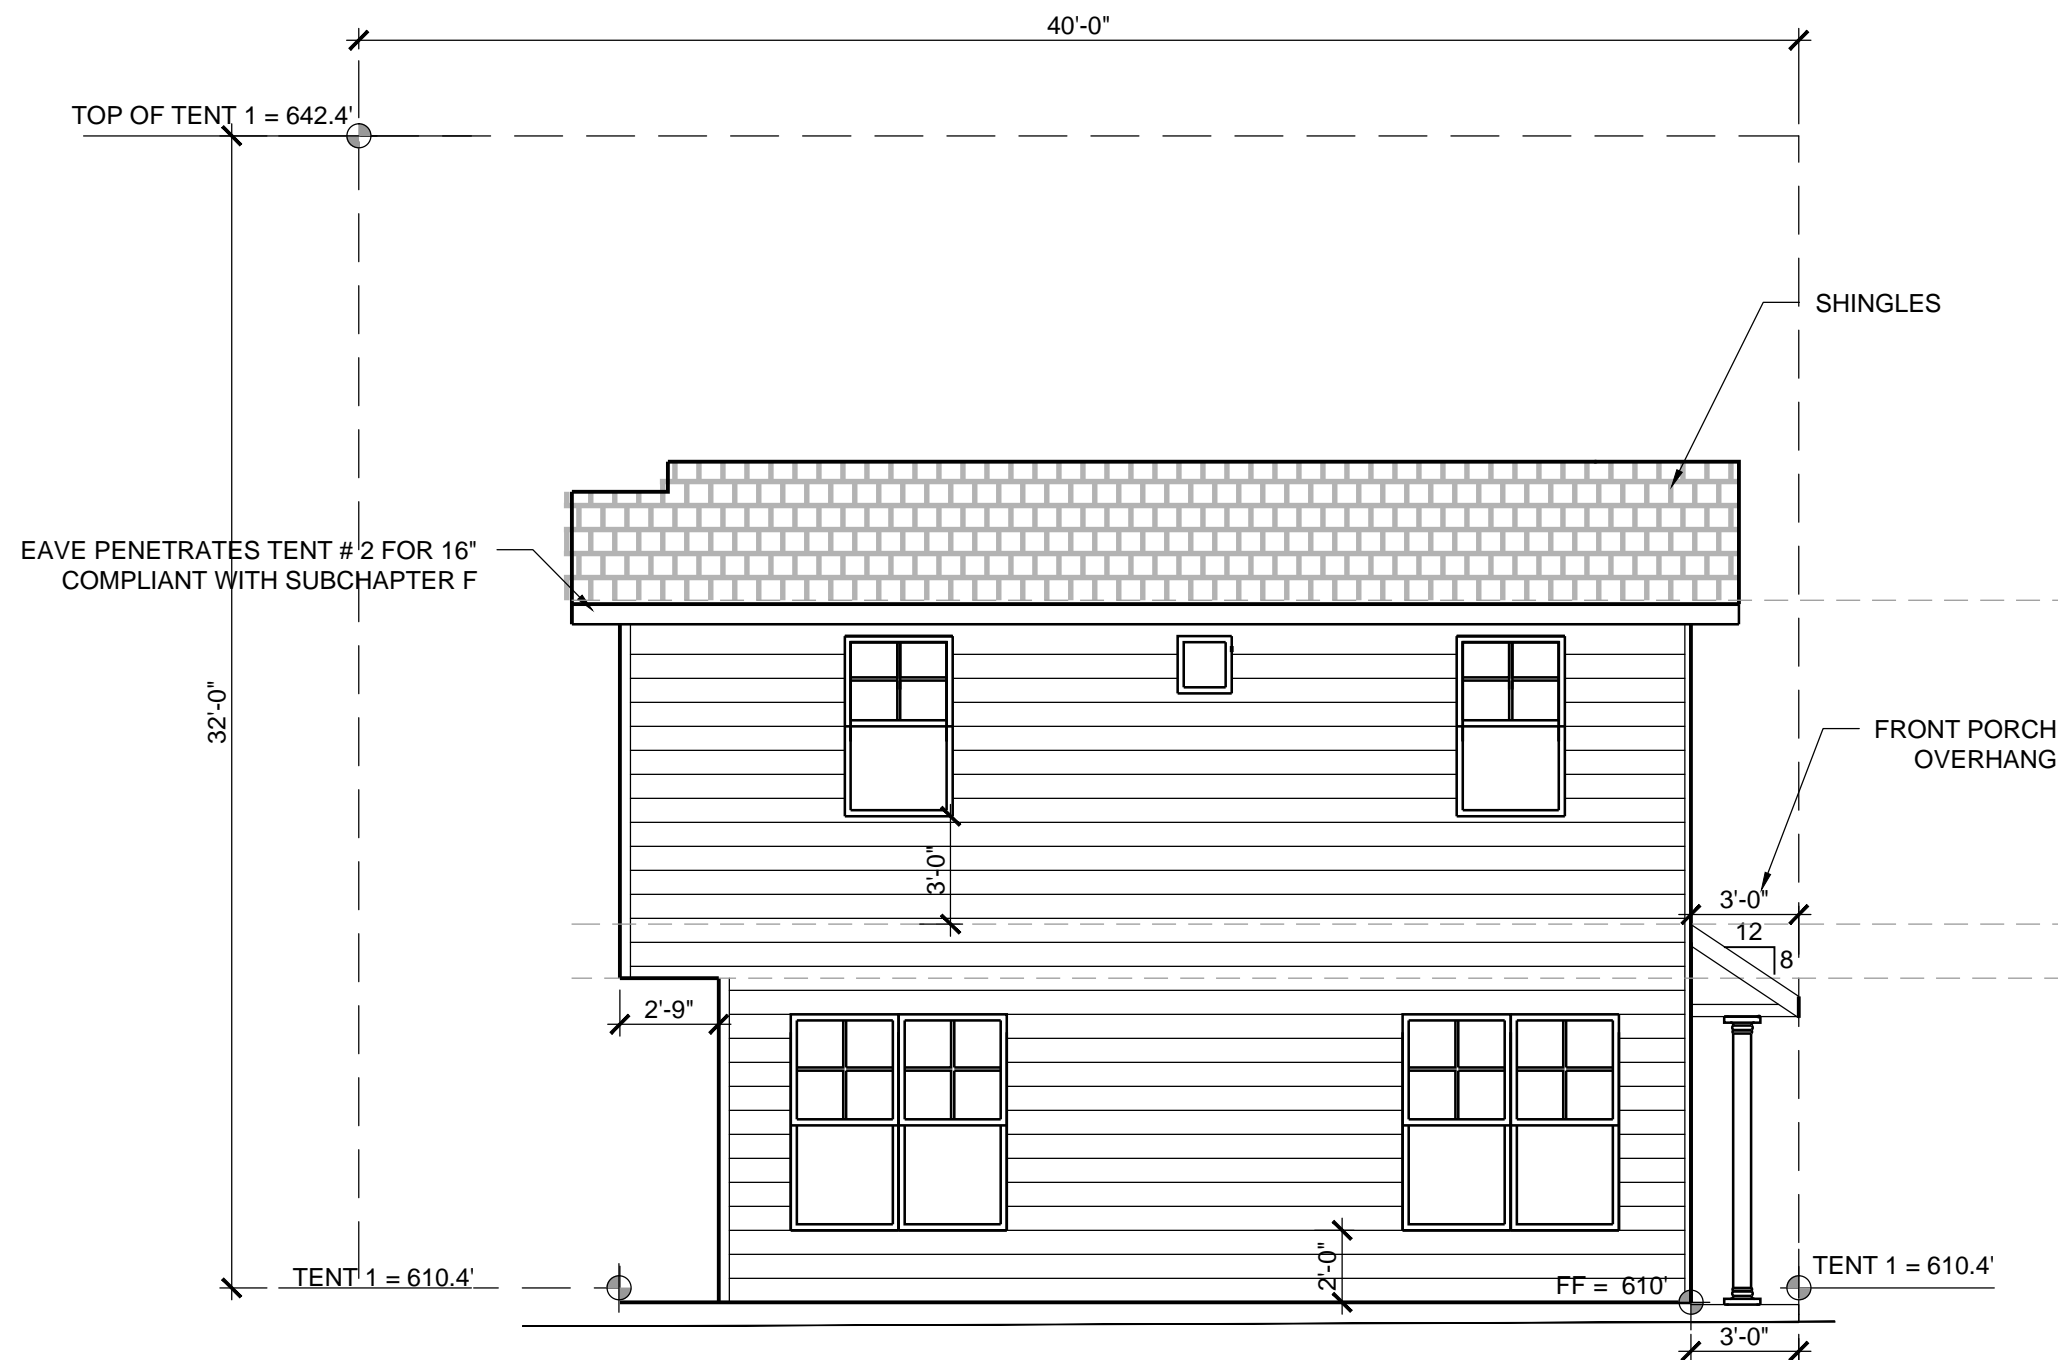 40'-0"
TOP OF TENT 1 = 642.4'
SHINGLES
EAVE PENETRATES TENT # 2 FOR 16"
COMPLIANT WITH SUBCHAPTER F
32'-0"
FRONT PORCH
OVERHANG
3'-0"
3'-0"
12
8
2'-9"
2'-0"
TENT 1 = 610.4'
FF = 610'
TENT 1 = 610.4'
3'-0"